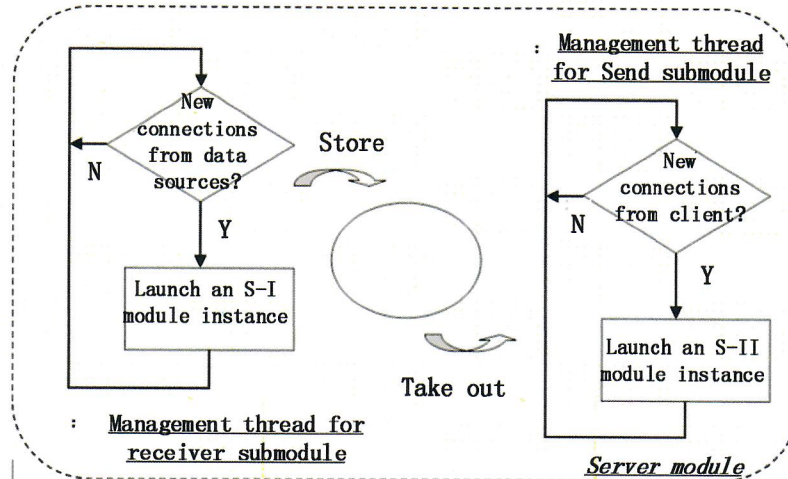 New
connections
from data
sources?
N
Y
Launch an S-I
module instance
: Management thread for
receiver submodule
Store
Take out
: Management thread
for Send submodule
New
connections
from client?
N
Y
Launch an S-II
module instance
Server module